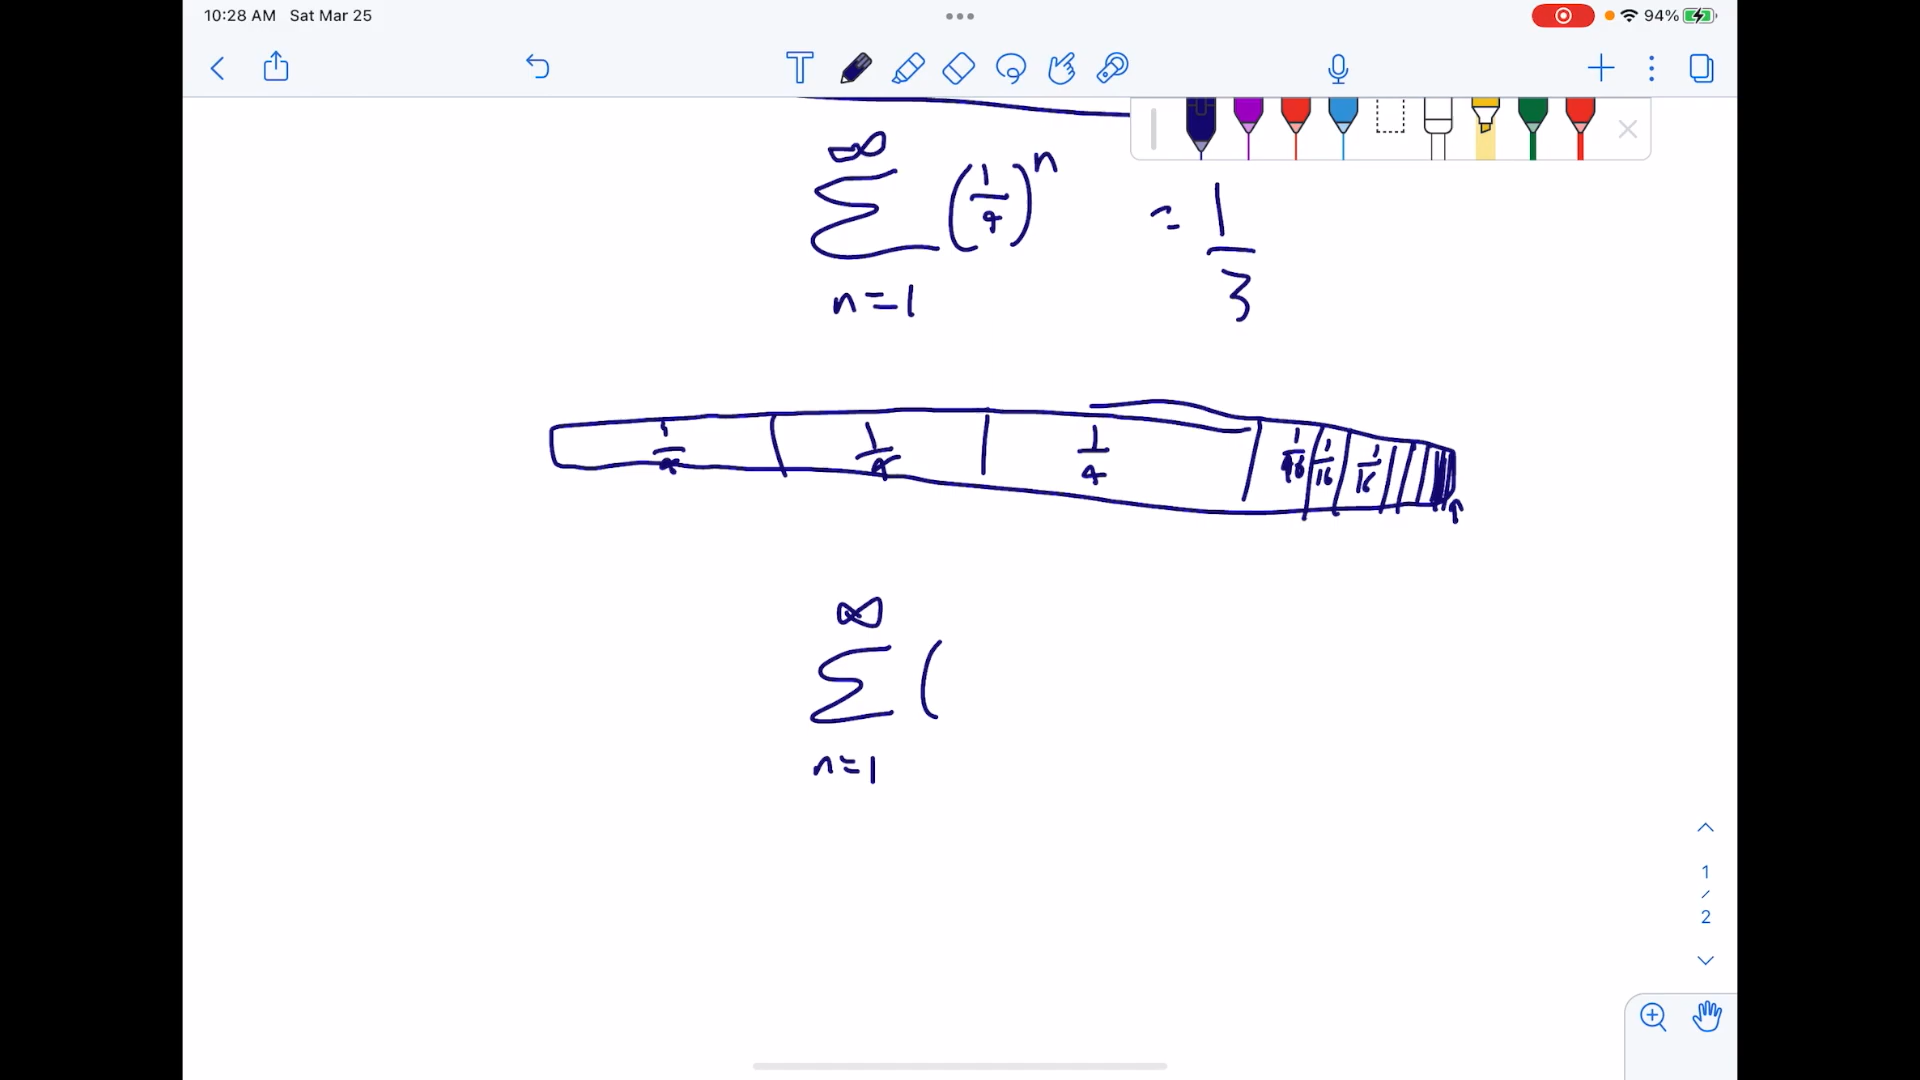 10:28 AM Sat Mar 25
94%
∞
∑ (1/4)^n = 1/3
n=1
1/4 1/4 1/4 1/16 1/16 1/16
∞
∑ (
n=1
1
/
2